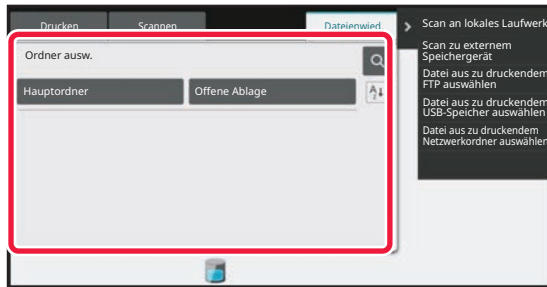 Drucken
Scannen
Dateienwied
Ordner ausw.
Hauptordner
Offene Ablage
Scan an lokales Laufwerk
Scan zu externem
Speichergerät
Datei aus zu druckendem
FTP auswählen
Datei aus zu druckendem
USB-Speicher auswählen
Datei aus zu druckendem
Netzwerkordner auswählen